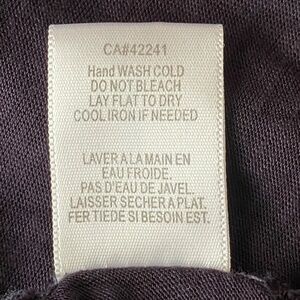 CA#42241
Hand WASH COLD
DO NOT BLEACH
LAY FLAT TO DRY
COOL IRON IF NEEDED
LAVER A LA MAIN EN
EAU FROIDE.
PAS D'EAU DE JAVEL.
LAISSER SECHER A PLAT.
FER TIEDE SI BESOIN EST.